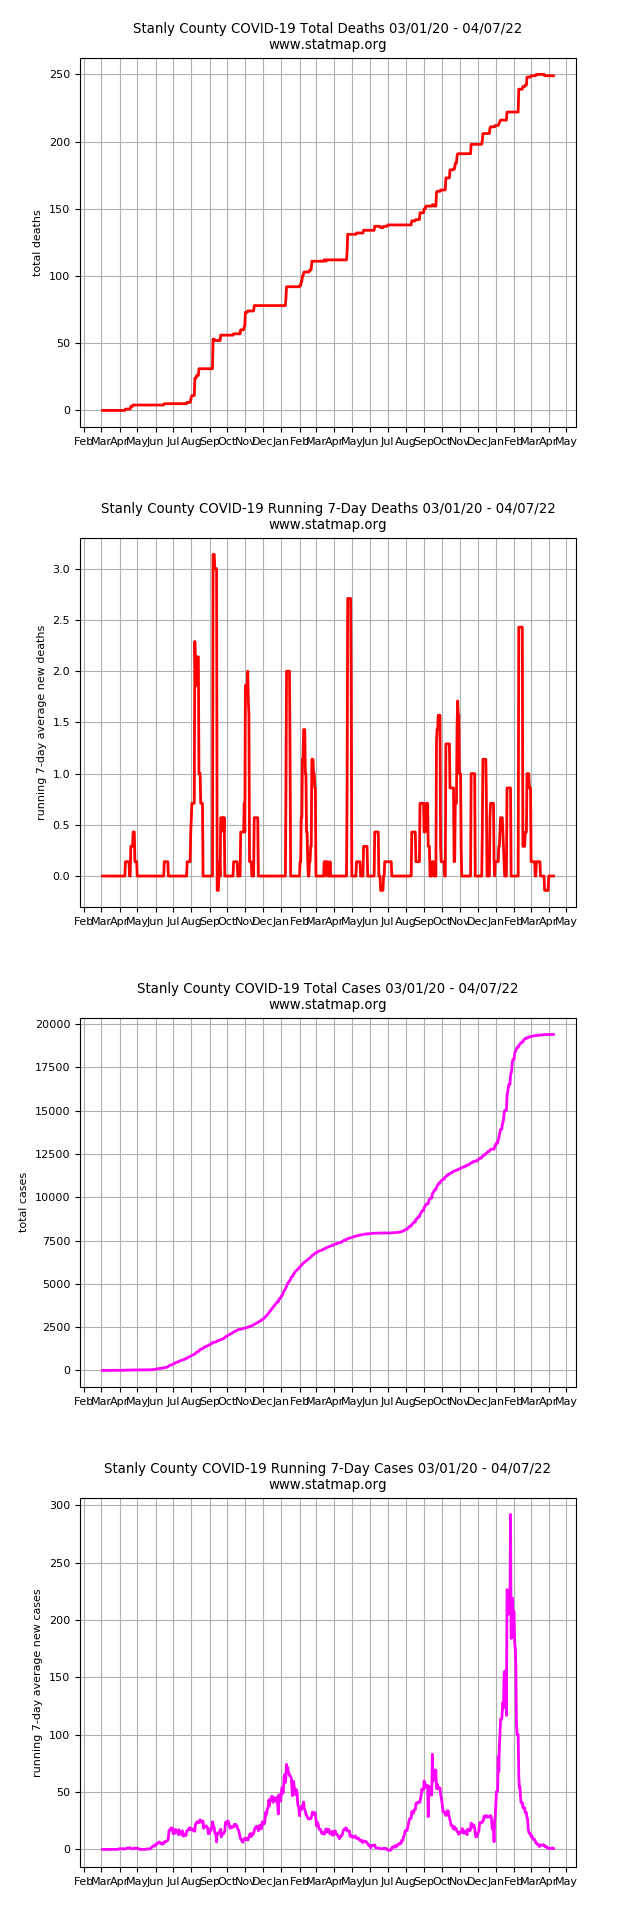 Stanly County COVID-19 Total Deaths 03/01/20 - 04/07/22
www.statmap.org
250
200
150
100
50
0
total deaths
Feb Mar Apr May Jun Jul Aug Sep Oct Nov Dec Jan Feb Mar Apr May Jun Jul Aug Sep Oct Nov Dec Jan Feb Mar Apr May
Stanly County COVID-19 Running 7-Day Deaths 03/01/20 - 04/07/22
www.statmap.org
3.0
2.5
2.0
1.5
1.0
0.5
0.0
running 7-day average new deaths
Feb Mar Apr May Jun Jul Aug Sep Oct Nov Dec Jan Feb Mar Apr May Jun Jul Aug Sep Oct Nov Dec Jan Feb Mar Apr May
Stanly County COVID-19 Total Cases 03/01/20 - 04/07/22
www.statmap.org
20000
17500
15000
12500
10000
7500
5000
2500
0
total cases
Feb Mar Apr May Jun Jul Aug Sep Oct Nov Dec Jan Feb Mar Apr May Jun Jul Aug Sep Oct Nov Dec Jan Feb Mar Apr May
Stanly County COVID-19 Running 7-Day Cases 03/01/20 - 04/07/22
www.statmap.org
300
250
200
150
100
50
0
running 7-day average new cases
Feb Mar Apr May Jun Jul Aug Sep Oct Nov Dec Jan Feb Mar Apr May Jun Jul Aug Sep Oct Nov Dec Jan Feb Mar Apr May